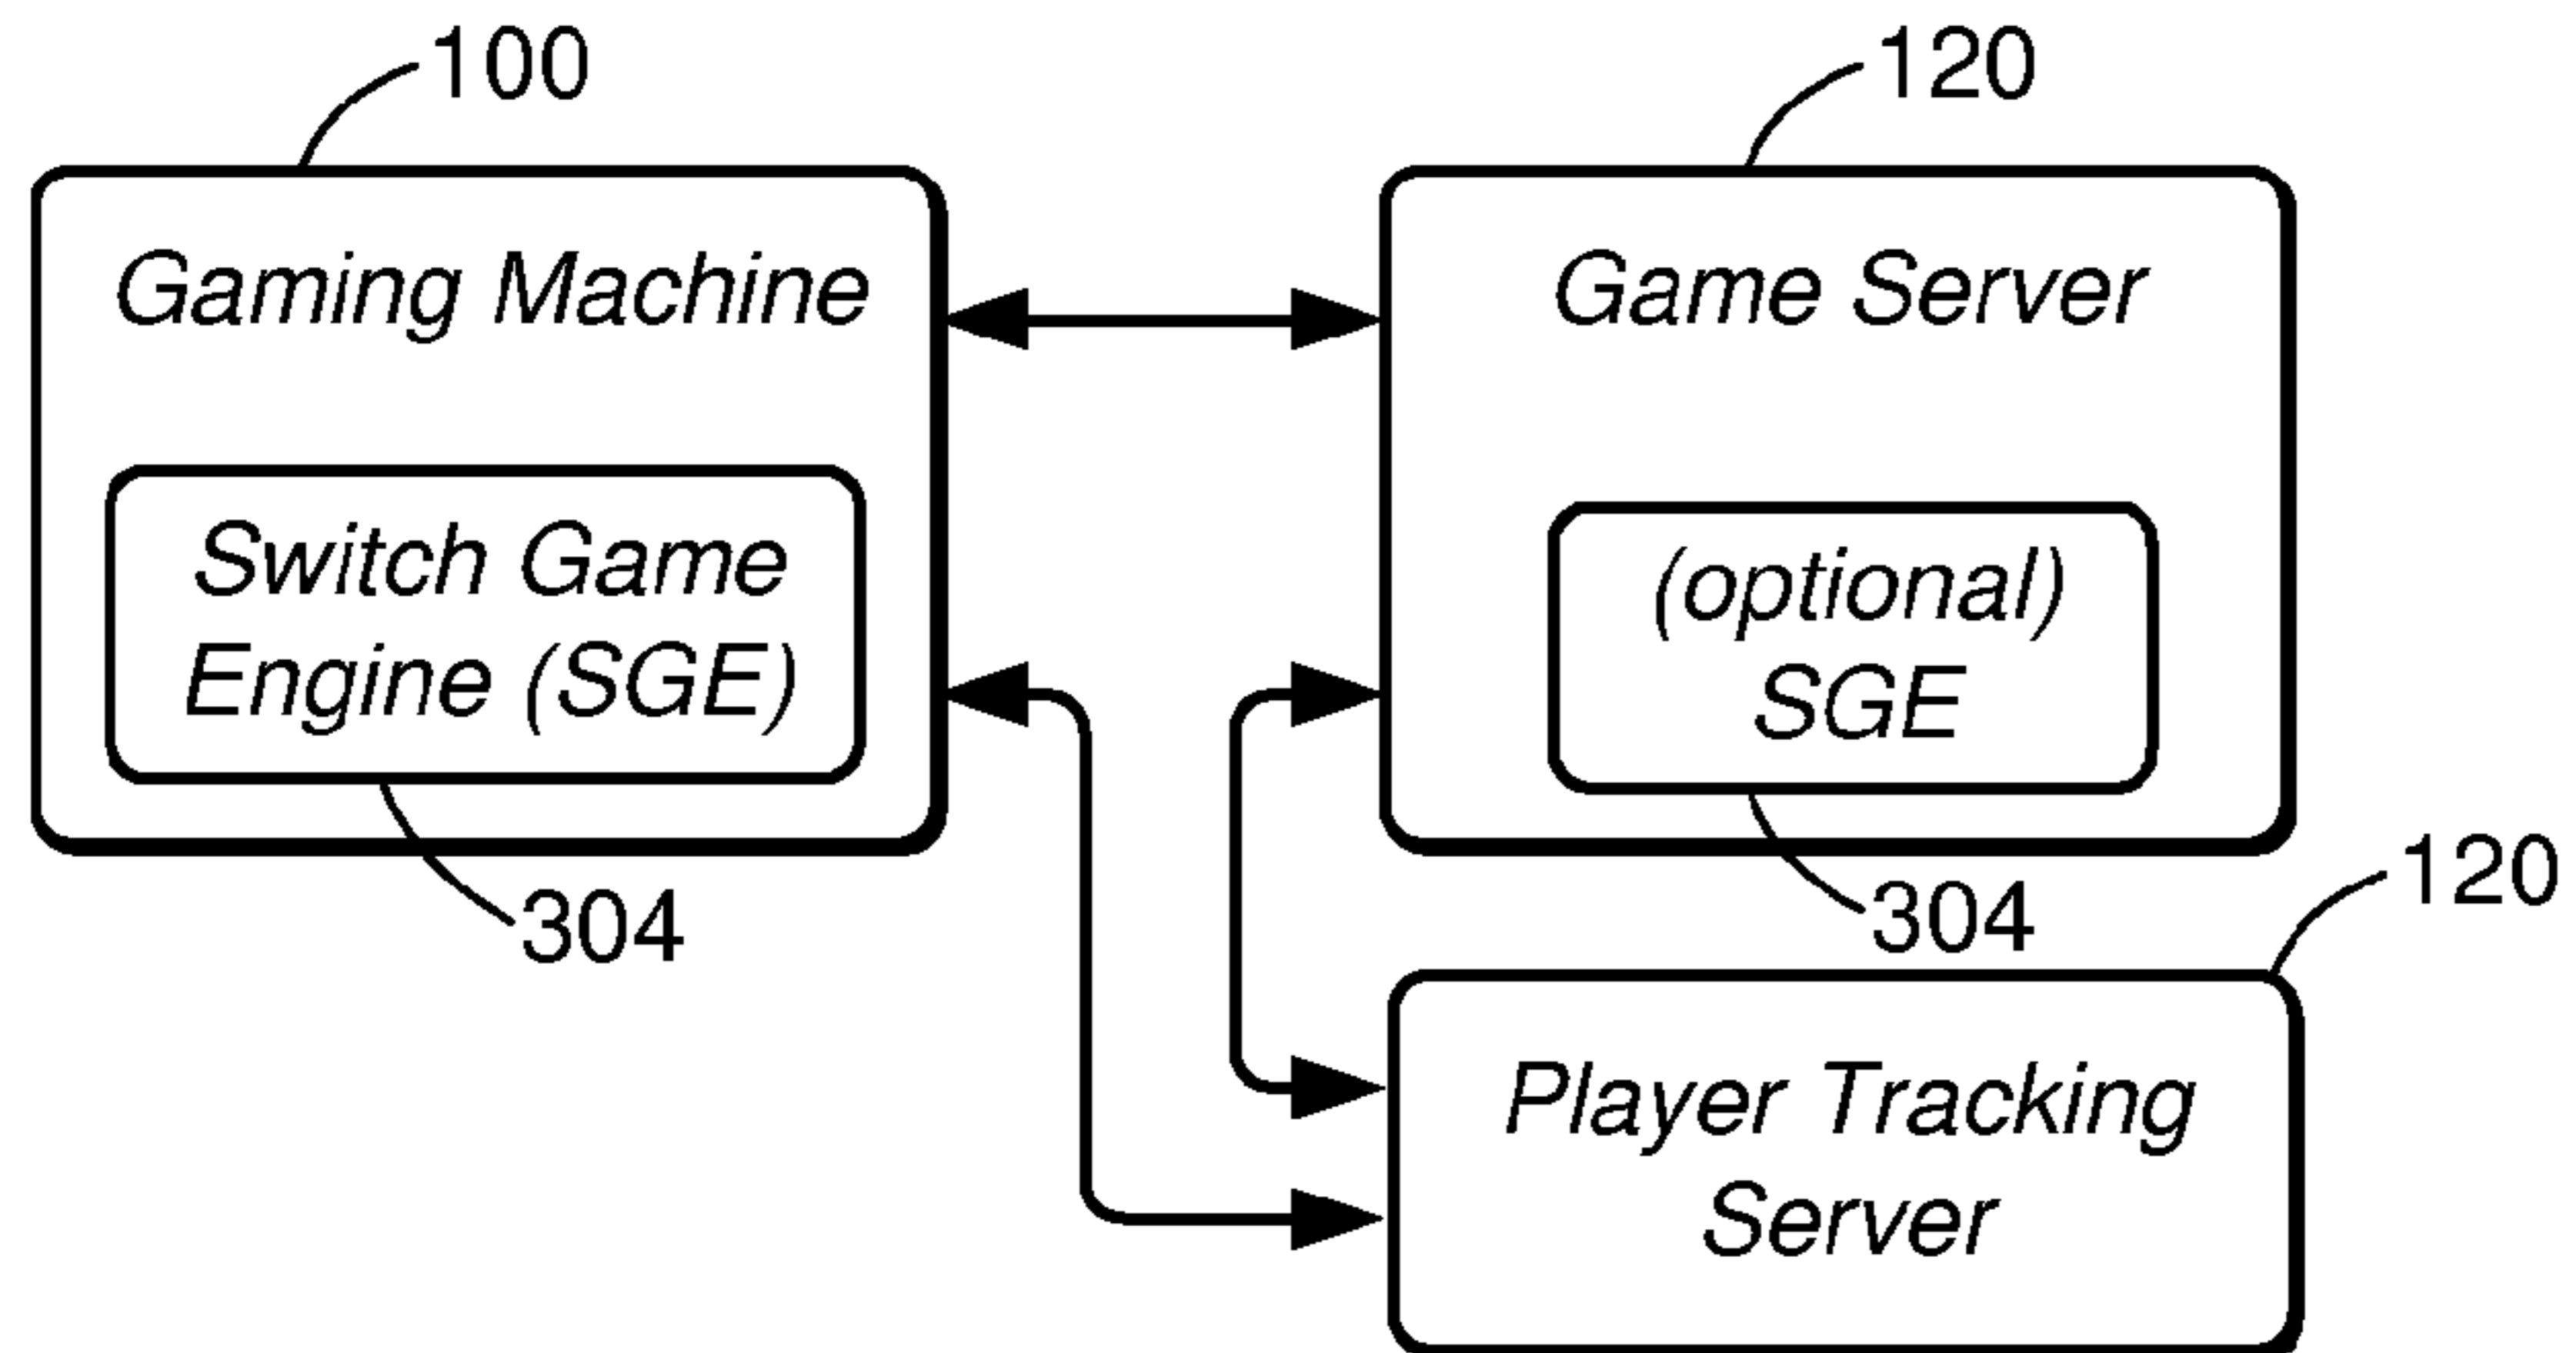 100
120
Gaming Machine
Game Server
Switch Game
Engine (SGE)
(optional)
SGE
304
304
120
Player Tracking
Server